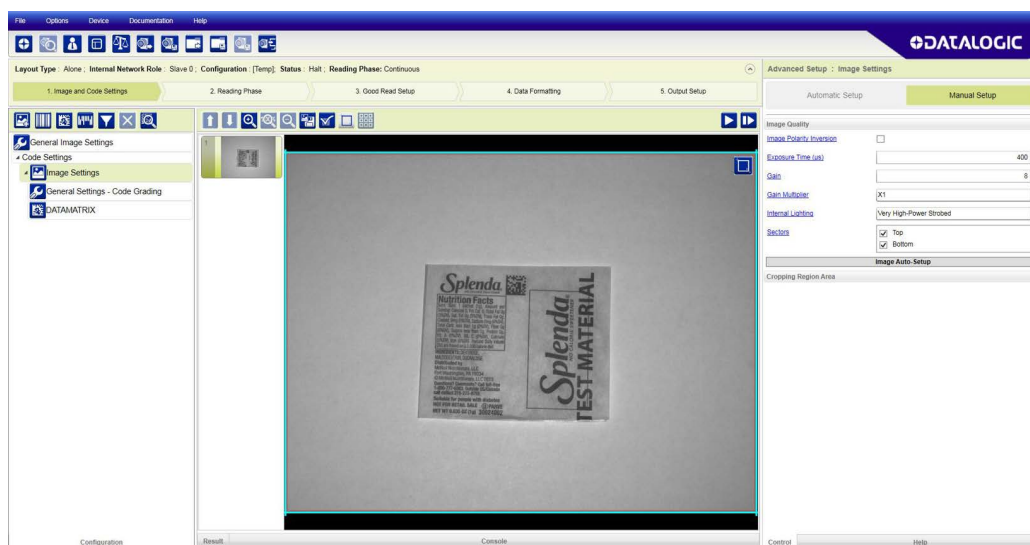 File Options Device Documentation Help
DATALOGIC
Layout Type : Alone ; Internal Network Role : Slave 0 ; Configuration : [Temp]; Status : Halt ; Reading Phase: Continuous
1. Image and Code Settings 2. Reading Phase 3. Good Read Setup 4. Data Formatting 5. Output Setup
General Image Settings
Code Settings
Image Settings
General Settings - Code Grading
DATAMATRIX
Configuration
1
Splenda
Nutrition Facts
NOT FOR RETAIL SALE
Splenda
TEST MATERIAL
Result Console
Advanced Setup : Image Settings
Automatic Setup Manual Setup
Image Quality
Image Polarity Inversion
Exposure Time (us) 400
Gain 8
Gain Multiplier X1
Internal Lighting Very High-Power Strobed
Sectors Top
Bottom
Image Auto-Setup
Cropping Region Area
Control Help